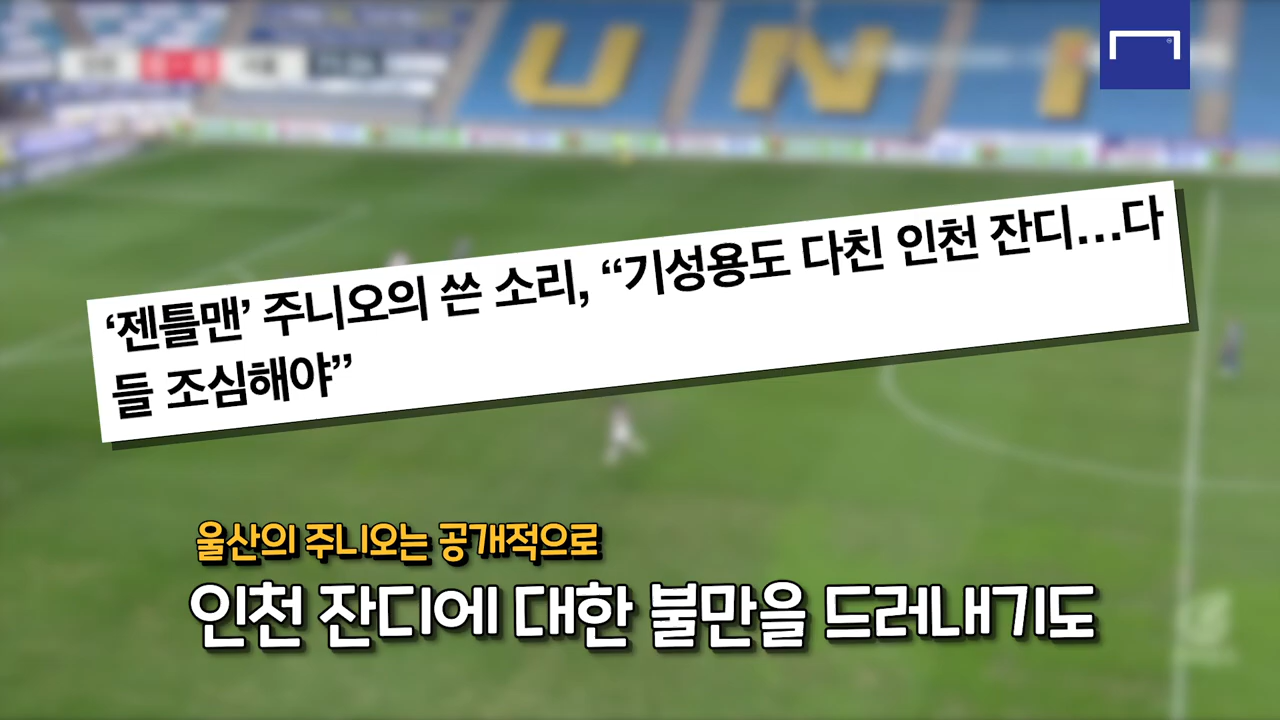 UNI
‘젠틀맨’ 주니오의 쓴 소리, “기성용도 다친 인천 잔디...다
들 조심해야”
울산의 주니오는 공개적으로
인천 잔디에 대한 불만을 드러내기도